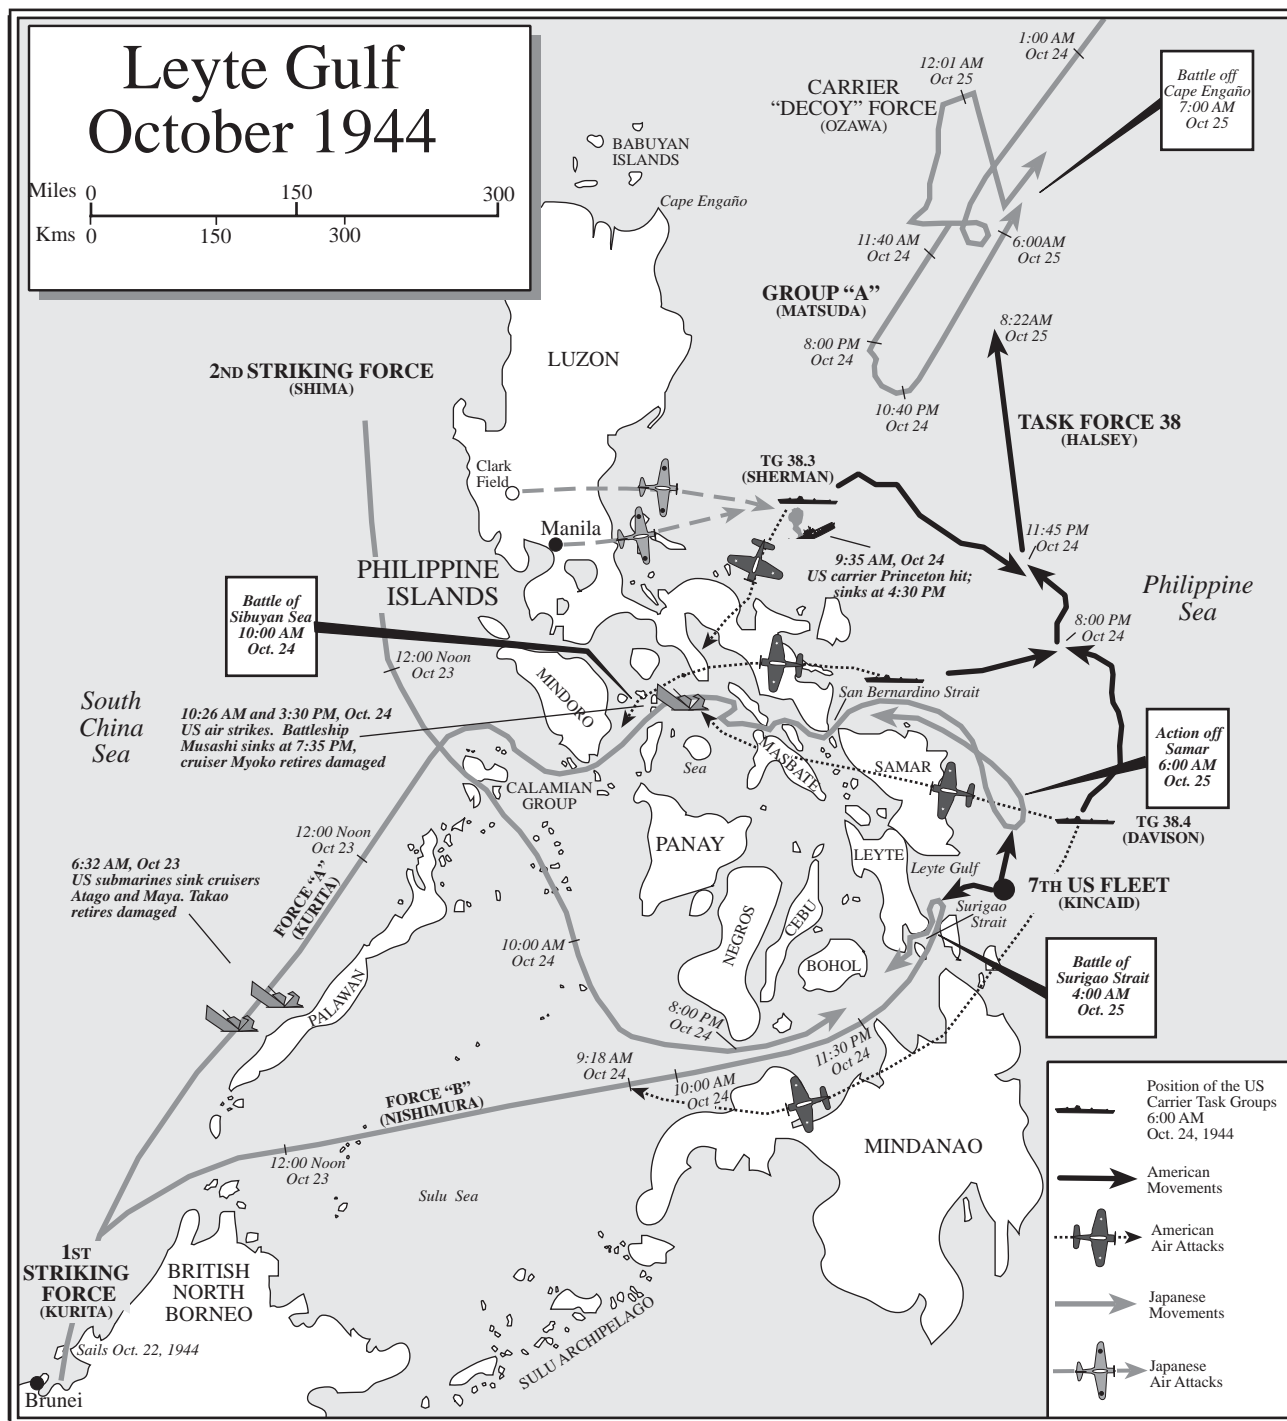 Leyte Gulf
October 1944
Miles 0 150 300
Kms 0 150 300
1:00 AM
Oct 24
12:01 AM
Oct 25
CARRIER
“DECOY” FORCE
(OZAWA)
Battle off
Cape Engaño
7:00 AM
Oct 25
BABUYAN
ISLANDS
Cape Engaño
11:40 AM
Oct 24
6:00AM
Oct 25
GROUP “A”
(MATSUDA)
8:00 PM
Oct 24
8:22AM
Oct 25
LUZON
2ND STRIKING FORCE
(SHIMA)
10:40 PM
Oct 24
TASK FORCE 38
(HALSEY)
TG 38.3
(SHERMAN)
Clark
Field
Manila
11:45 PM
Oct 24
9:35 AM, Oct 24
US carrier Princeton hit;
sinks at 4:30 PM
PHILIPPINE
ISLANDS
Philippine
Sea
Battle of
Sibuyan Sea
10:00 AM
Oct. 24
8:00 PM
Oct 24
12:00 Noon
Oct 23
MINDORO
San Bernardino Strait
South
China
Sea
10:26 AM and 3:30 PM, Oct. 24
US air strikes. Battleship
Musashi sinks at 7:35 PM,
cruiser Myoko retires damaged
Action off
Samar
6:00 AM
Oct. 25
Sea
MASBATE
SAMAR
CALAMIAN
GROUP
TG 38.4
(DAVISON)
12:00 Noon
Oct 23
PANAY
LEYTE
Leyte Gulf
6:32 AM, Oct 23
US submarines sink cruisers
Atago and Maya. Takao
retires damaged
FORCE “A”
(KURITA)
7TH US FLEET
(KINCAID)
Surigao
Strait
NEGROS
CEBU
BOHOL
10:00 AM
Oct 24
Battle of
Surigao Strait
4:00 AM
Oct. 25
PALAWAN
8:00 PM
Oct 24
11:30 PM
Oct 24
9:18 AM
Oct 24
10:00 AM
Oct 24
FORCE “B”
(NISHIMURA)
12:00 Noon
Oct 23
MINDANAO
Sulu Sea
1ST
STRIKING
FORCE
(KURITA)
BRITISH
NORTH
BORNEO
Sails Oct. 22, 1944
Brunei
SULU ARCHIPELAGO
Position of the US
Carrier Task Groups
6:00 AM
Oct. 24, 1944
American
Movements
American
Air Attacks
Japanese
Movements
Japanese
Air Attacks